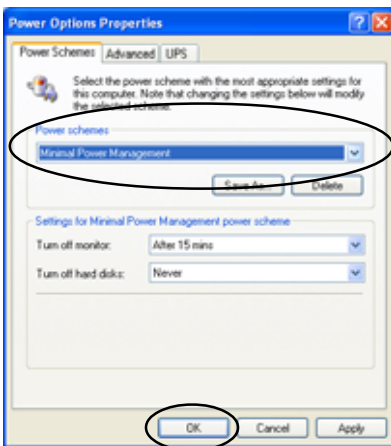 Power Options Properties
Power Schemes Advanced UPS
Select the power scheme with the most appropriate settings for
this computer. Note that changing the settings below will modify
the selected scheme.
Power schemes
Minimal Power Management
Save As... Delete
Settings for Minimal Power Management power scheme
Turn off monitor: After 15 mins
Turn off hard disks: Never
OK Cancel Apply